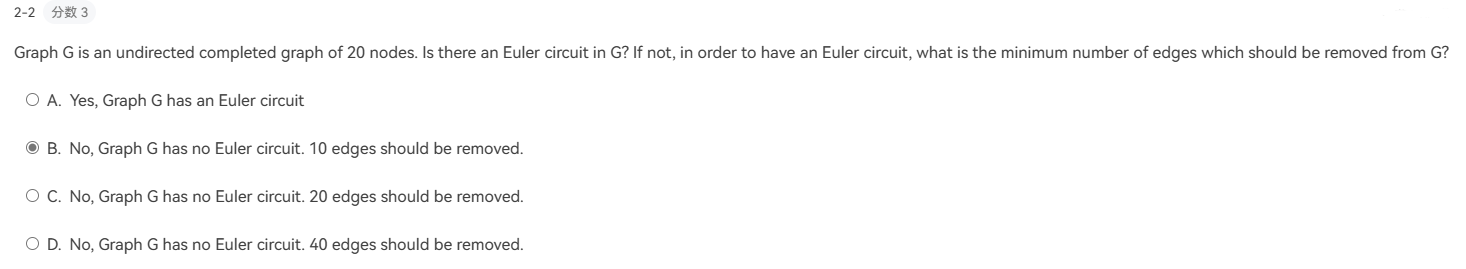 2-2 分数 3
Graph G is an undirected completed graph of 20 nodes. Is there an Euler circuit in G? If not, in order to have an Euler circuit, what is the minimum number of edges which should be removed from G?
A. Yes, Graph G has an Euler circuit
B. No, Graph G has no Euler circuit. 10 edges should be removed.
C. No, Graph G has no Euler circuit. 20 edges should be removed.
D. No, Graph G has no Euler circuit. 40 edges should be removed.